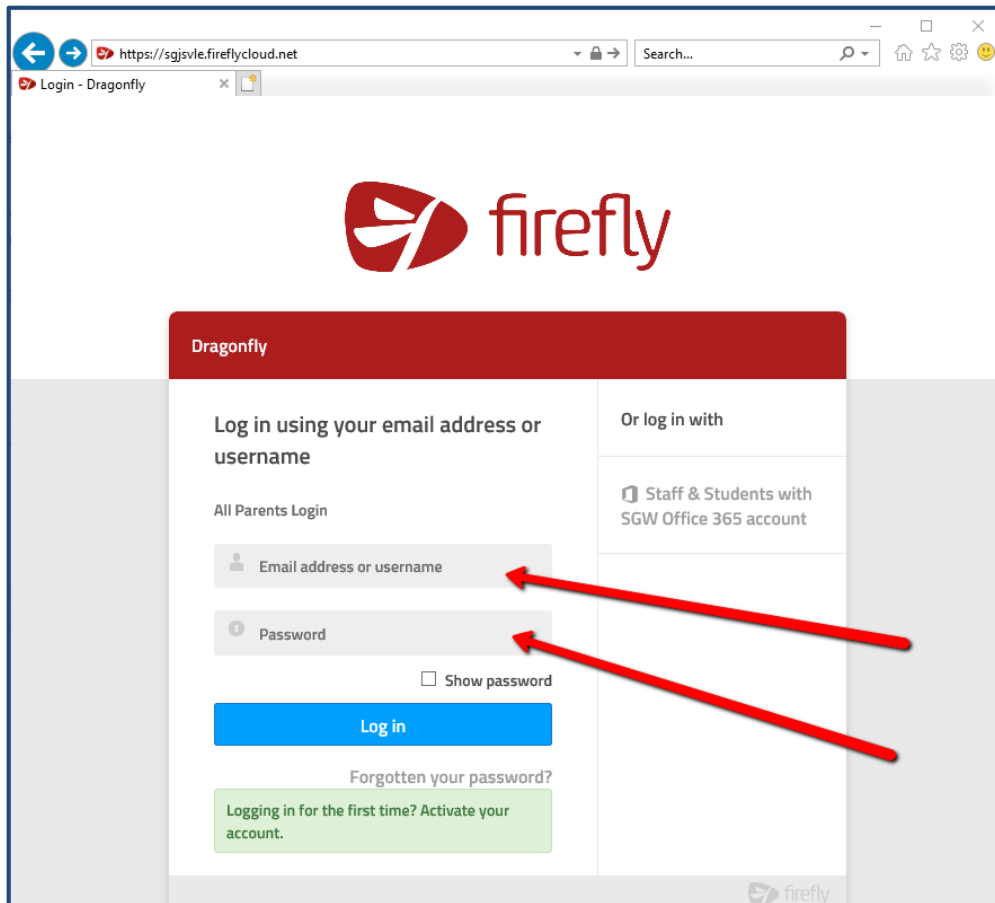 https://sgjsvle.fireflycloud.net
Search...
Login - Dragonfly
firefly
Dragonfly
Log in using your email address or
username
All Parents Login
Email address or username
Password
Show password
Log in
Forgotten your password?
Logging in for the first time? Activate your
account.
Or log in with
Staff & Students with
SGW Office 365 account
firefly